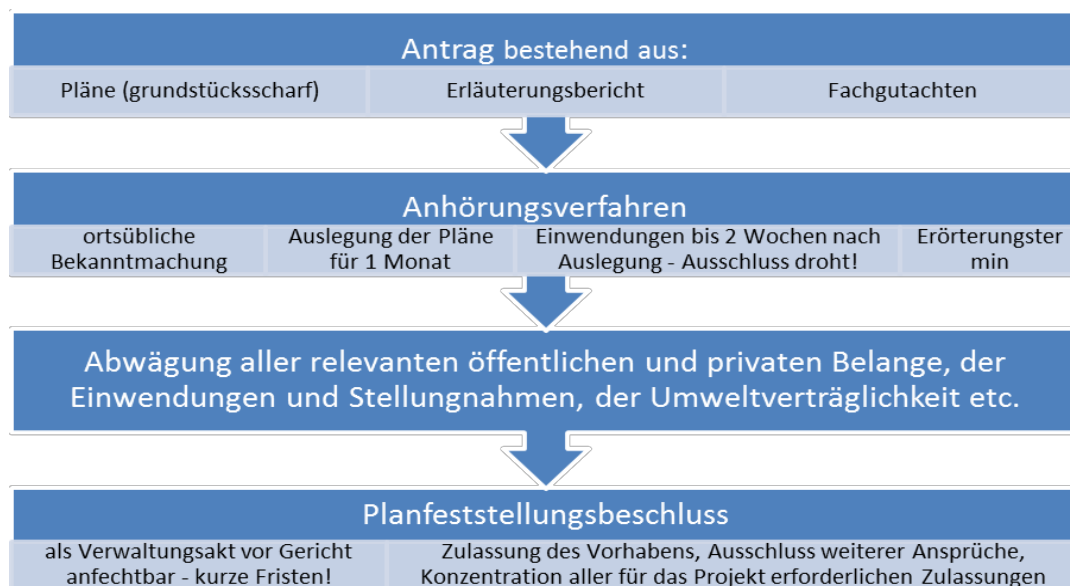 Antrag bestehend aus:
Pläne (grundstücksscharf)
Erläuterungsbericht
Fachgutachten
Anhörungsverfahren
ortsübliche
Bekanntmachung
Auslegung der Pläne
für 1 Monat
Einwendungen bis 2 Wochen nach
Auslegung - Ausschluss droht!
Erörterungster
min
Abwägung aller relevanten öffentlichen und privaten Belange, der
Einwendungen und Stellungnahmen, der Umweltverträglichkeit etc.
Planfeststellungsbeschluss
als Verwaltungsakt vor Gericht
anfechtbar - kurze Fristen!
Zulassung des Vorhabens, Ausschluss weiterer Ansprüche,
Konzentration aller für das Projekt erforderlichen Zulassungen